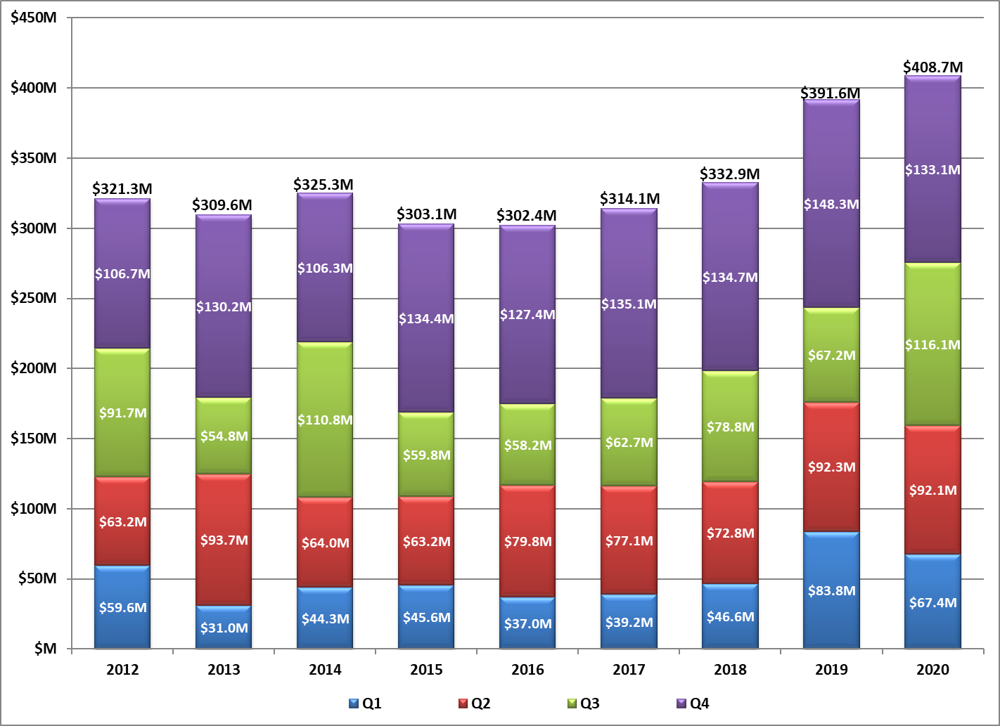 $450M
$400M
$350M
$300M
$250M
$200M
$150M
$100M
$50M
$M
$321.3M
$106.7M
$91.7M
$63.2M
$59.6M
$309.6M
$130.2M
$54.8M
$93.7M
$31.0M
$325.3M
$106.3M
$110.8M
$64.0M
$44.3M
$303.1M
$134.4M
$59.8M
$63.2M
$45.6M
$302.4M
$127.4M
$58.2M
$79.8M
$37.0M
$314.1M
$135.1M
$62.7M
$77.1M
$39.2M
$332.9M
$134.7M
$78.8M
$72.8M
$46.6M
$391.6M
$148.3M
$67.2M
$92.3M
$83.8M
$408.7M
$133.1M
$116.1M
$92.1M
$67.4M
2012 2013 2014 2015 2016 2017 2018 2019 2020
Q1 Q2 Q3 Q4